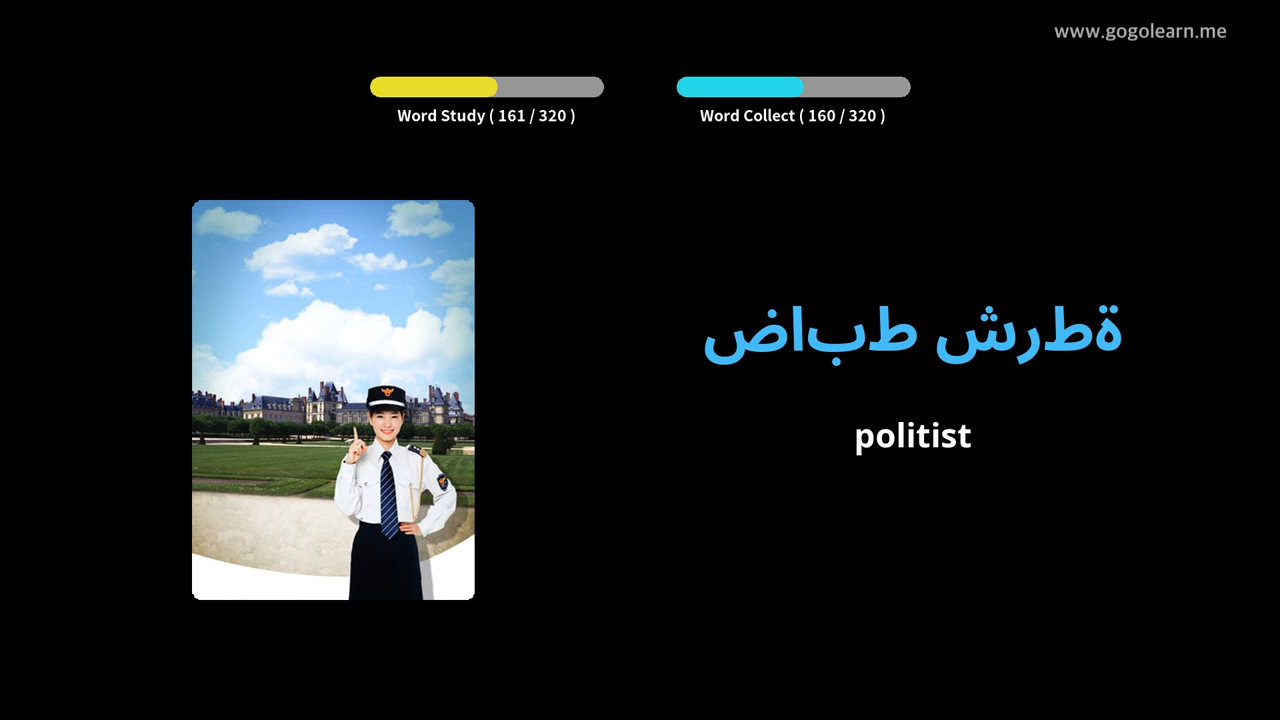 www.gogolearn.me
Word Study ( 161 / 320 )
Word Collect ( 160 / 320 )
ةطرش طباض
politist